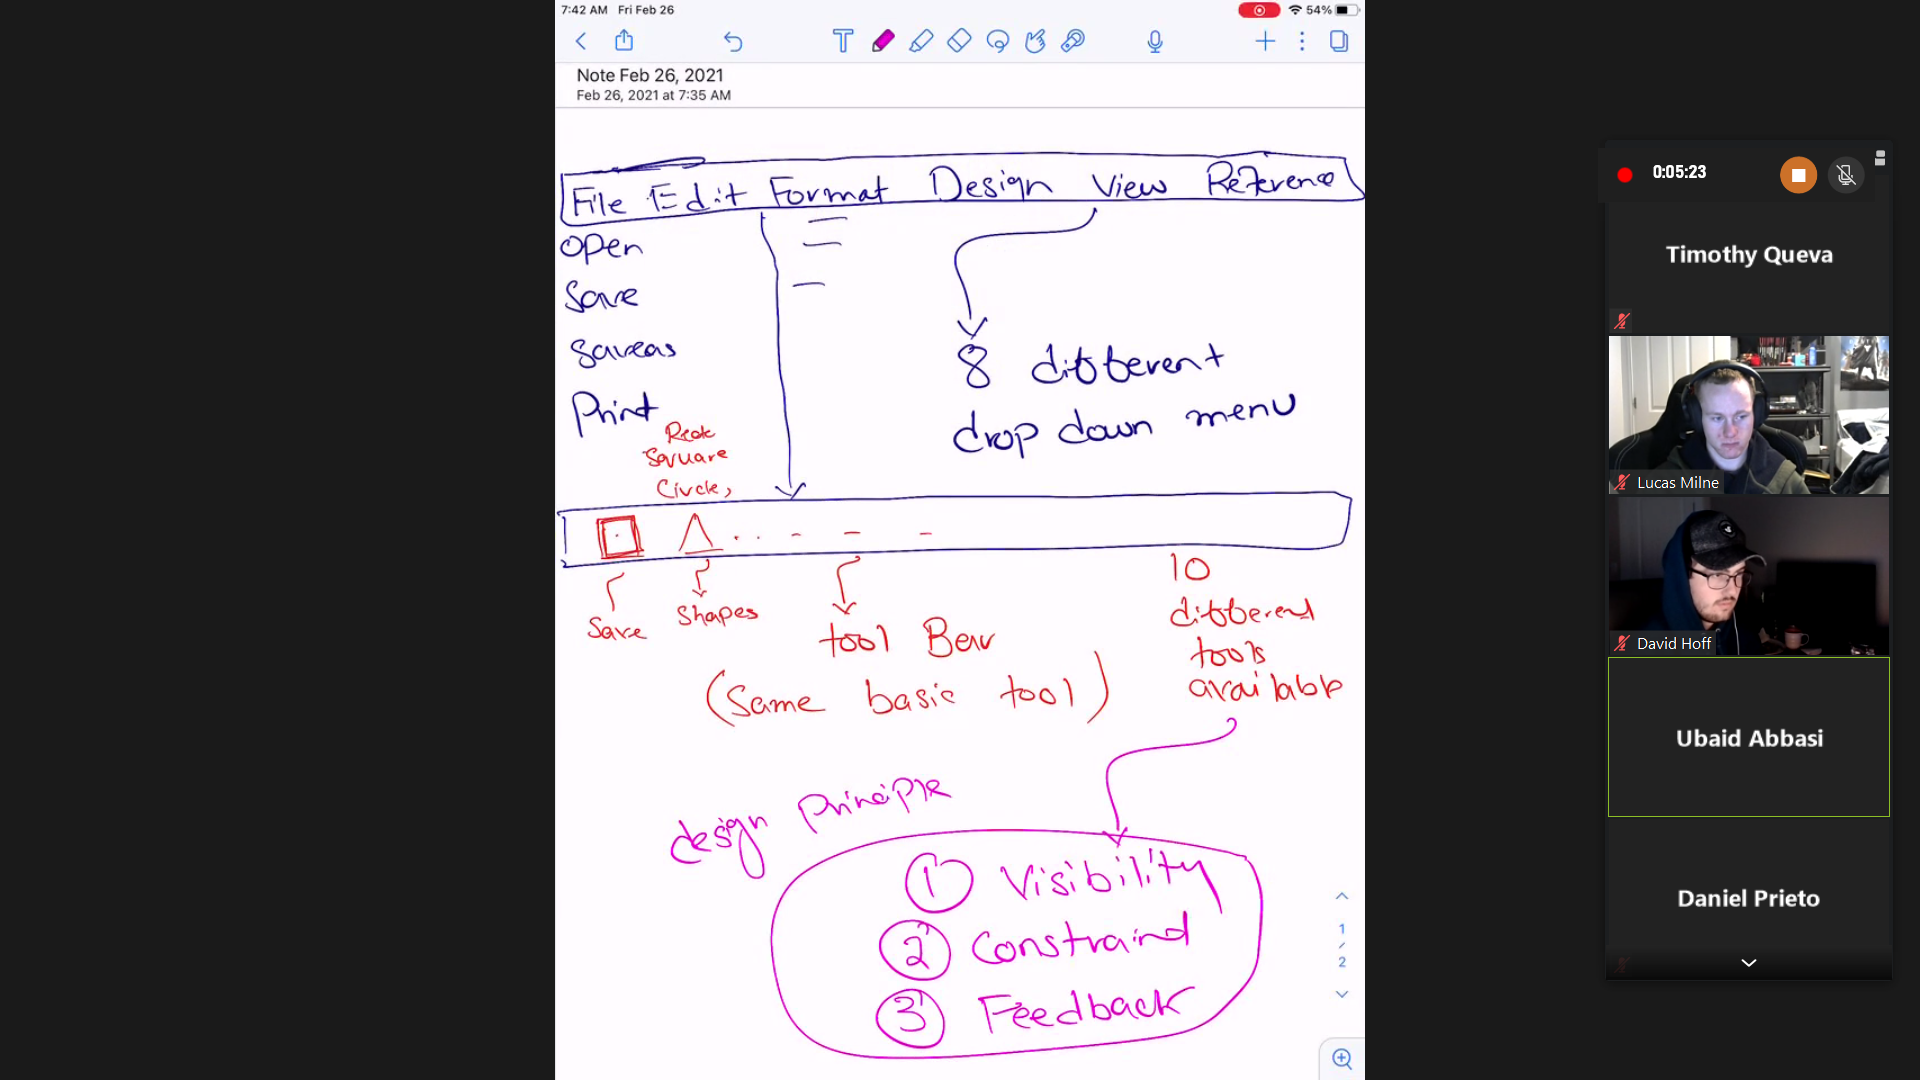 7:42 AM Fri Feb 26
54%
Note Feb 26, 2021
Feb 26, 2021 at 7:35 AM
File Edit Format Design View Reference
open
Save
saveas
Print
8 different
drop down menu
Square
Circle,
Save
Shapes
tool Bar
(Same basic tool)
10
different
tools
available
design Principle
1 Visibility
2 Constraind
3 Feedback
1
/
2
0:05:23
Timothy Queva
Lucas Milne
David Hoff
Ubaid Abbasi
Daniel Prieto